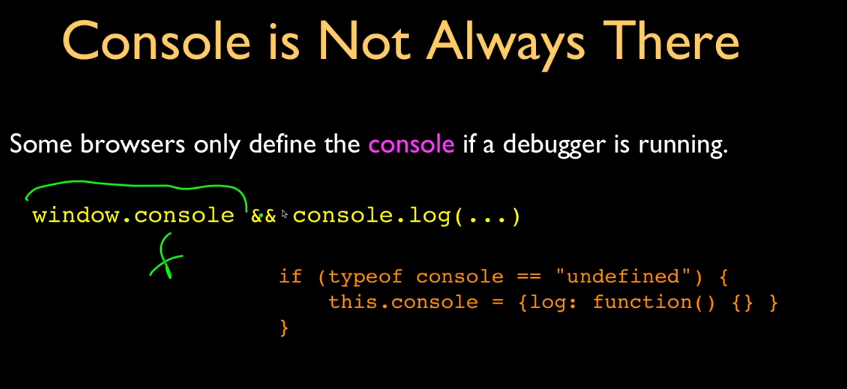 Console is Not Always There
Some browsers only define the console if a debugger is running.
window.console && console.log(...)
f
if (typeof console == "undefined") {
    this.console = {log: function() {} }
}